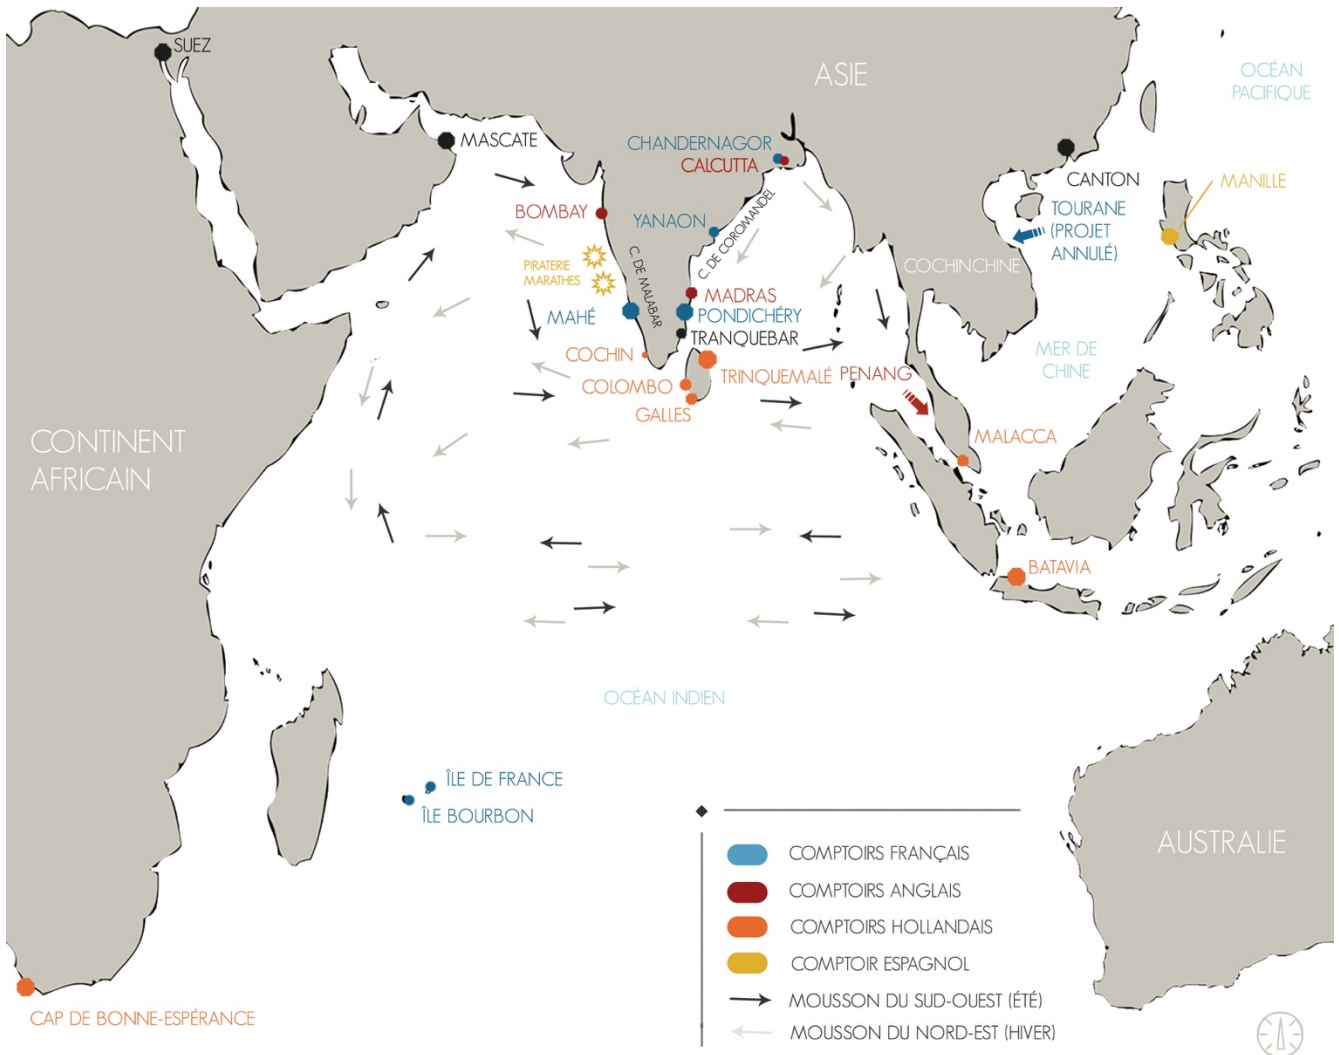 SUEZ
ASIE
OCÉAN
PACIFIQUE
MASCATE
CHANDERNAGOR
CALCUTTA
CANTON
MANILLE
BOMBAY
YANAON
C. DE COROMANDEL
TOURANE
(PROJET
ANNULÉ)
PIRATERIE
MARATHES
C. DE MALABAR
COCHINCHINE
MADRAS
MAHÉ
PONDICHÉRY
TRANQUEBAR
COCHIN
MER DE
CHINE
COLOMBO
TRINQUEMALÉ
PENANG
GALLES
CONTINENT
AFRICAIN
MALACCA
BATAVIA
OCÉAN INDIEN
ÎLE DE FRANCE
ÎLE BOURBON
AUSTRALIE
COMPTOIRS FRANÇAIS
COMPTOIRS ANGLAIS
COMPTOIRS HOLLANDAIS
COMPTOIR ESPAGNOL
MOUSSON DU SUD-OUEST (ÉTÉ)
MOUSSON DU NORD-EST (HIVER)
CAP DE BONNE-ESPÉRANCE